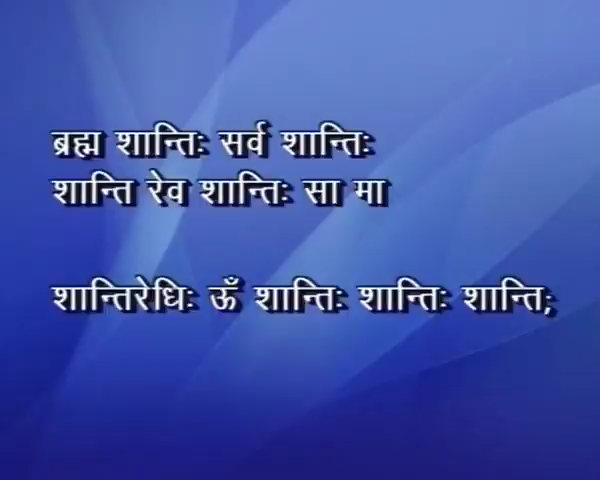 ब्रह्म शान्तिः सर्व शान्तिः
शान्ति रेव शान्तिः सा मा
शान्तिरेधिः ऊँ शान्तिः शान्तिः शान्ति;